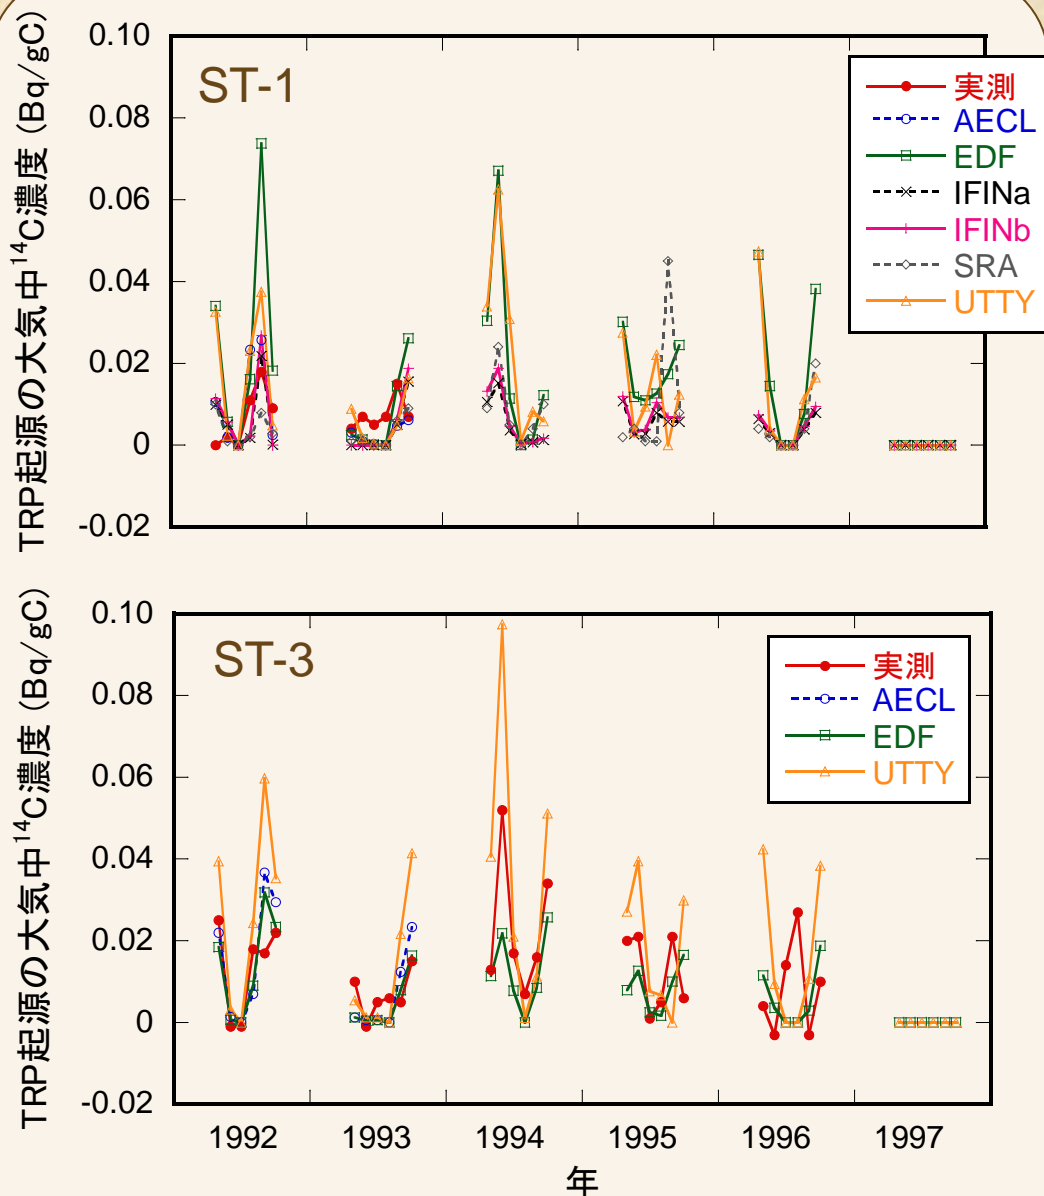 TRP起源の大気中¹⁴C濃度 (Bq/gC)
0.10
0.08
0.06
0.04
0.02
0
-0.02
ST-1
実測
AECL
EDF
IFINa
IFINb
SRA
UTTY
TRP起源の大気中¹⁴C濃度 (Bq/gC)
0.10
0.08
0.06
0.04
0.02
0
-0.02
ST-3
実測
AECL
EDF
UTTY
1992 1993 1994 1995 1996 1997
年